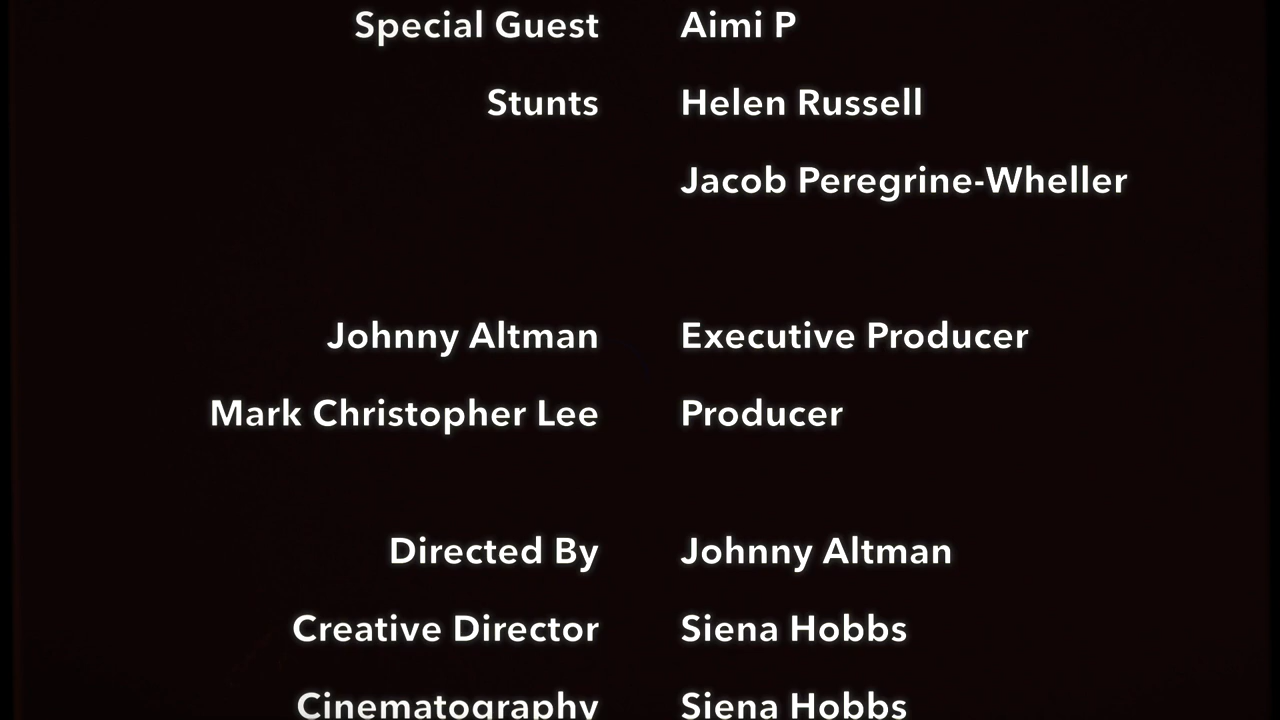 Special Guest Aimi P
Stunts Helen Russell
Jacob Peregrine-Wheller
Johnny Altman Executive Producer
Mark Christopher Lee Producer
Directed By Johnny Altman
Creative Director Siena Hobbs
Cinematography Siena Hobbs